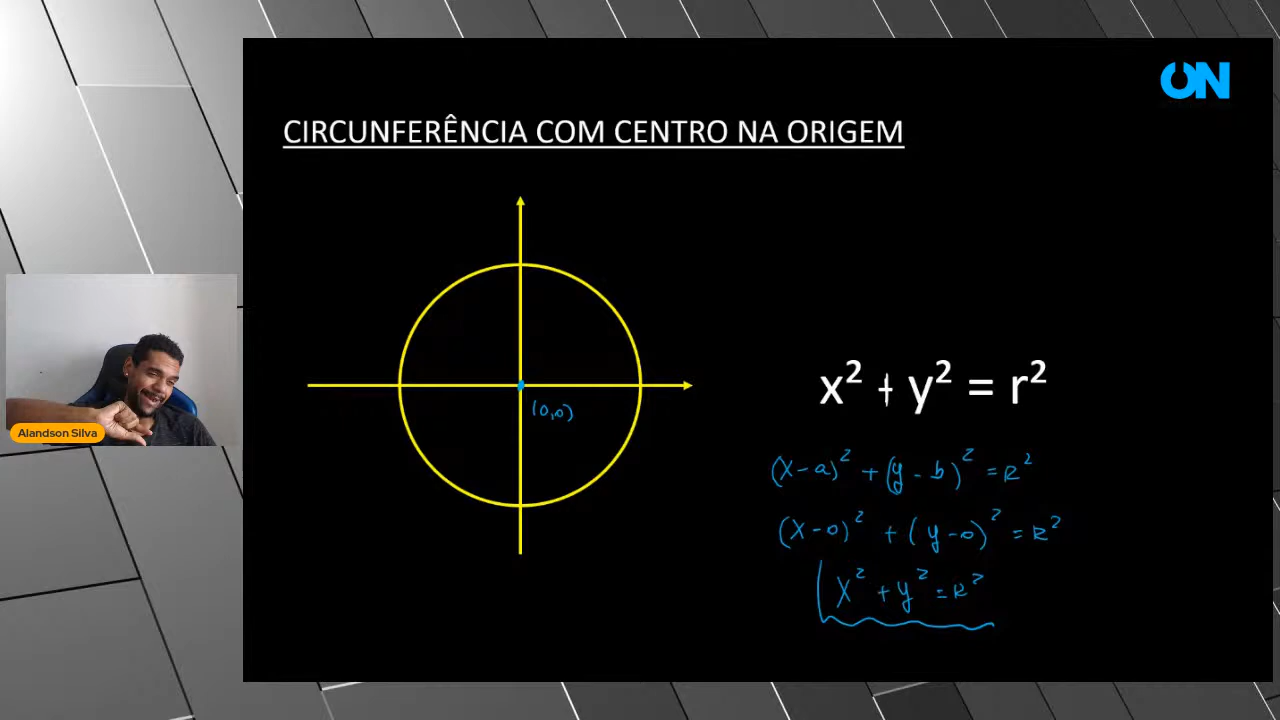 ON
CIRCUNFERÊNCIA COM CENTRO NA ORIGEM
(0,0)
x² + y² = r²
(x-a)² + (y-b)² = R²
(x-0)² + (y-0)² = R²
x² + y² = R²
Alandson Silva